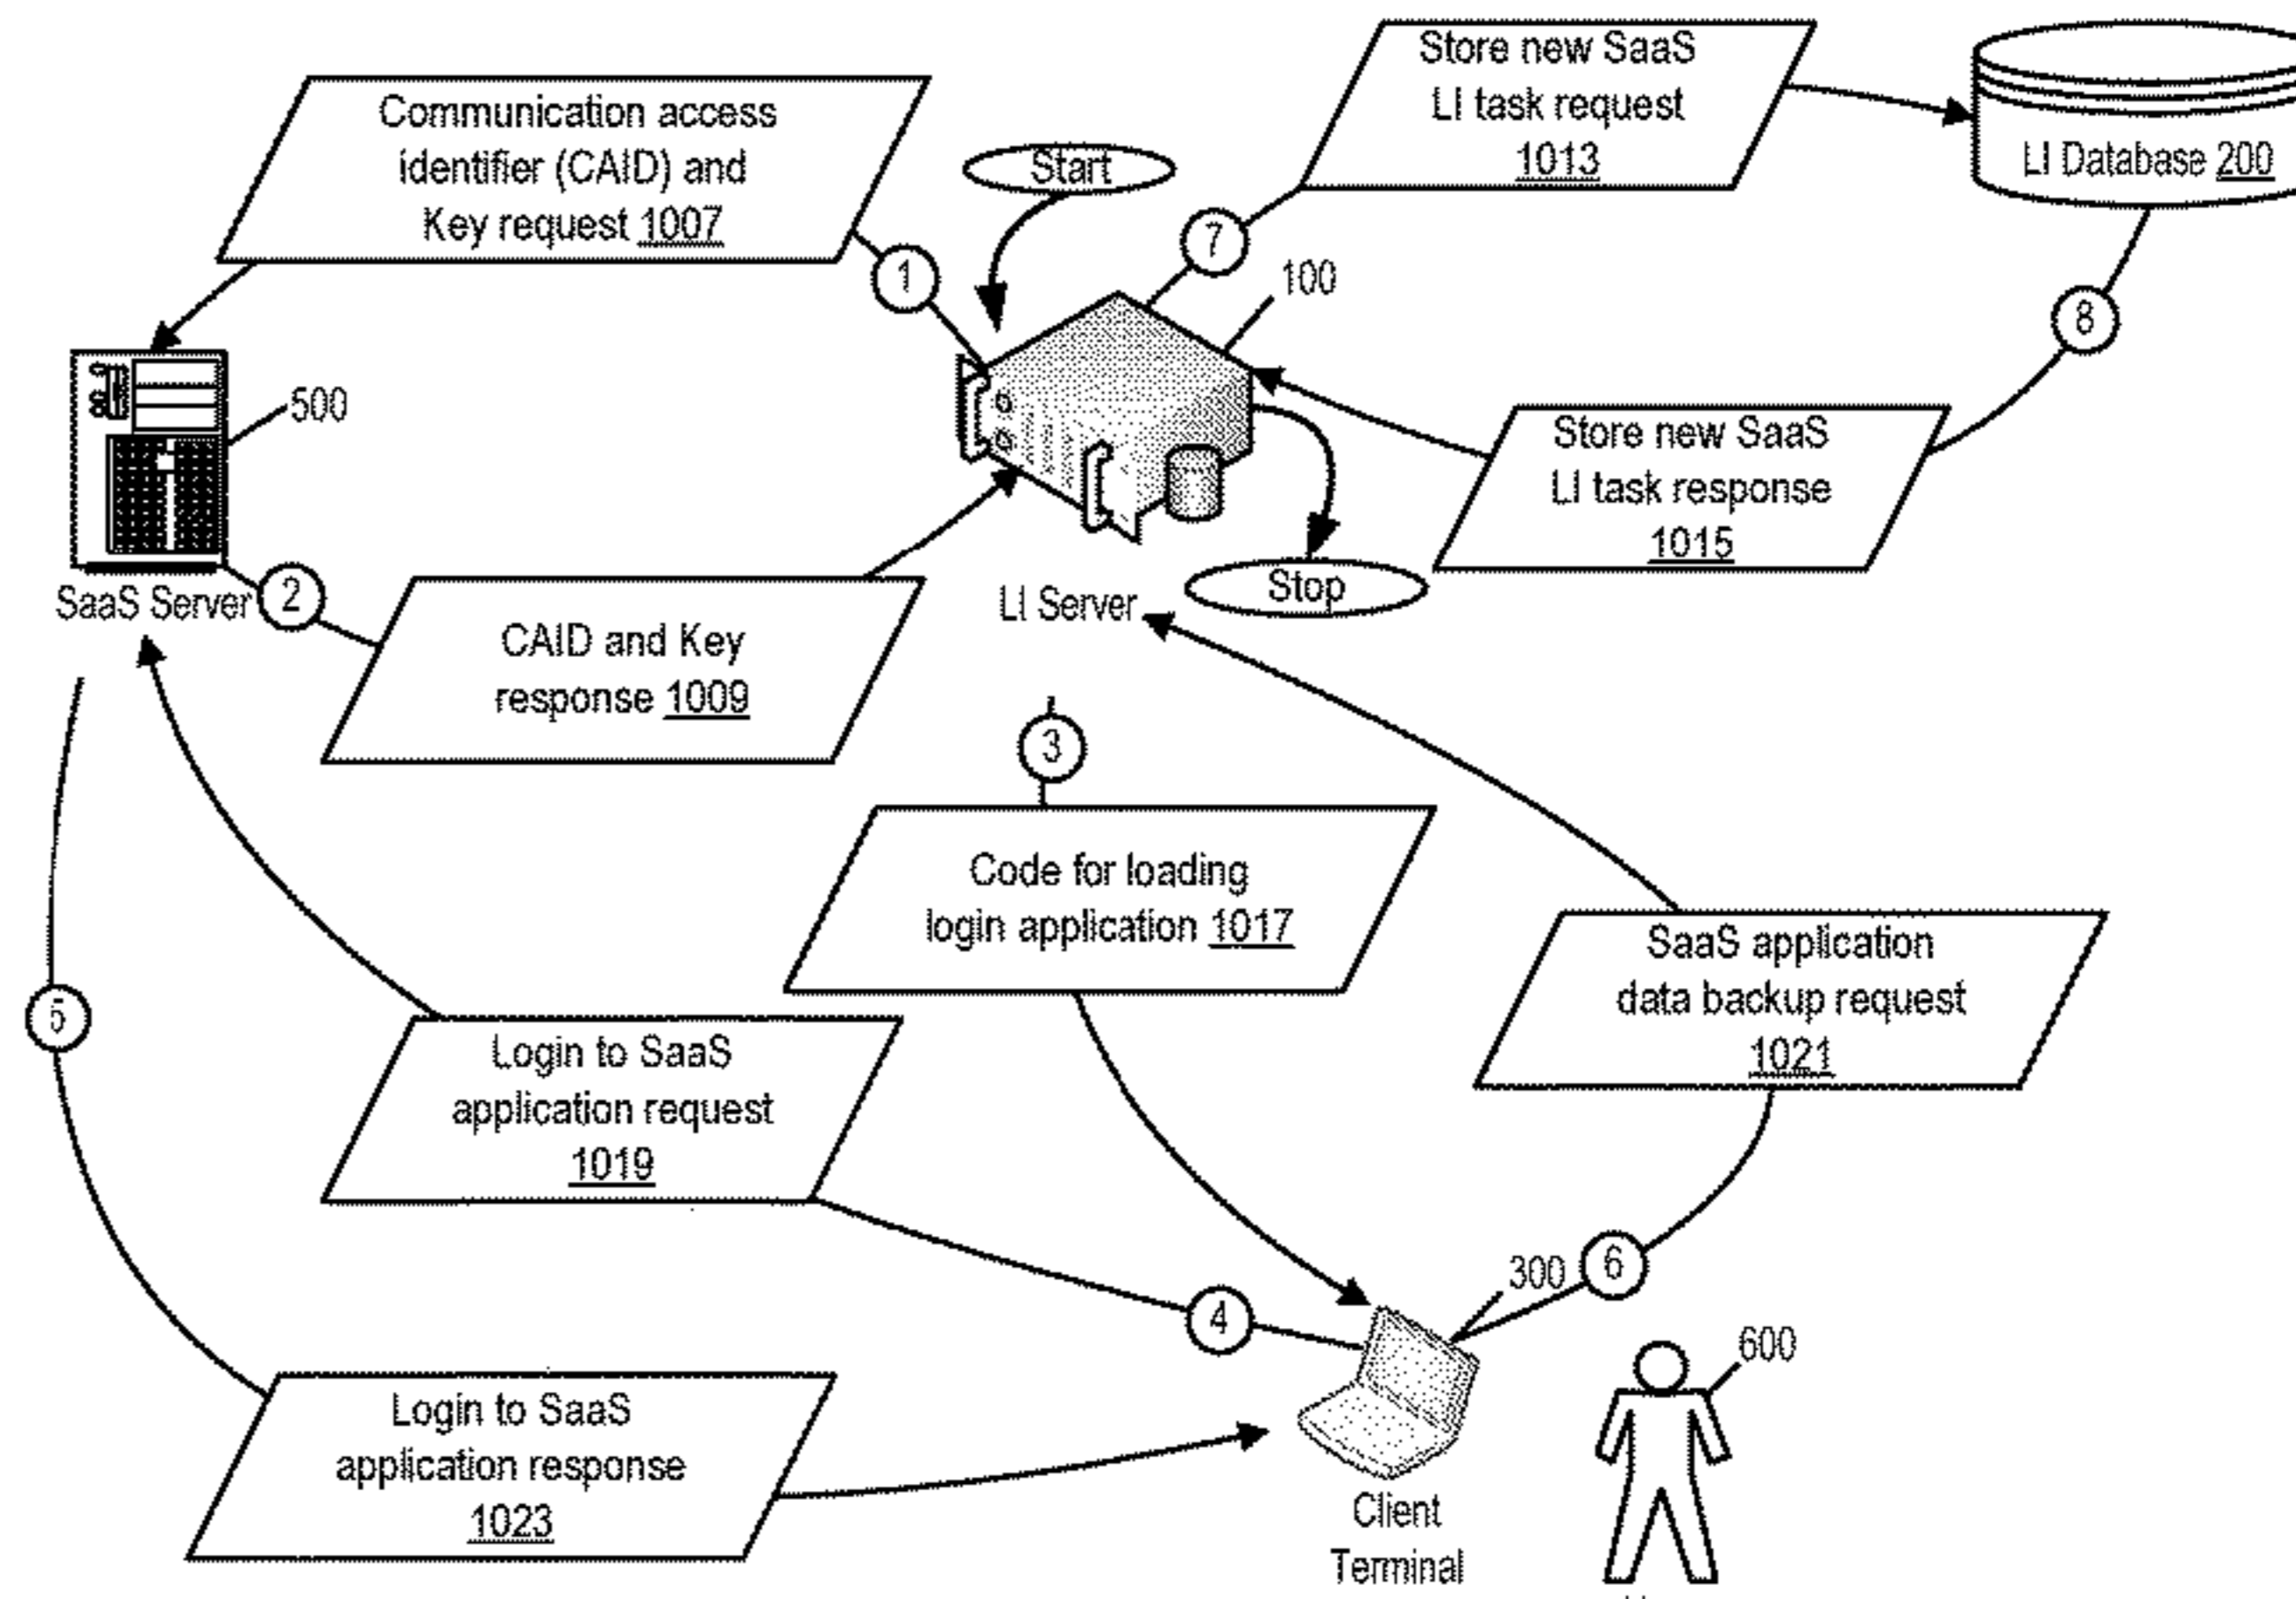 Store new SaaS
LI task request
1013
Communication access
identifier (CAID) and
Key request 1007
Start
LI Database 200
7
1
100
8
500
Store new SaaS
LI task response
1015
Stop
SaaS Server
2
LI Server
CAID and Key
response 1009
3
Code for loading
login application 1017
SaaS application
data backup request
1021
5
Login to SaaS
application request
1019
300
6
4
600
Login to SaaS
application response
1023
Client
Terminal